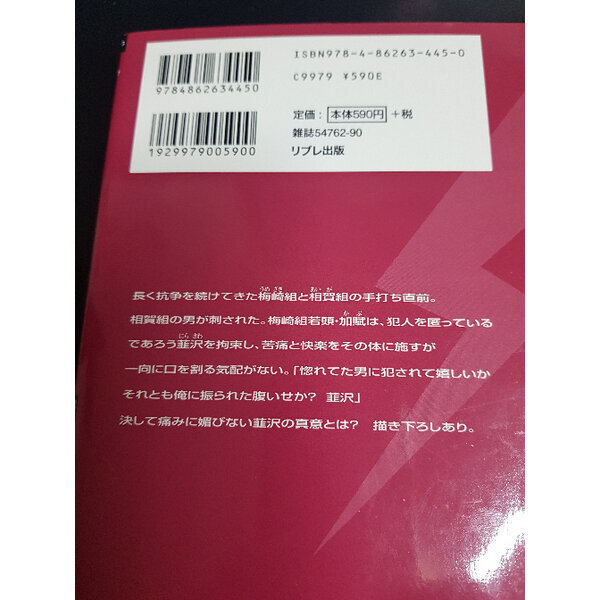 ISBN978-4-86263-445-0
C9979 ¥590E
9784862634450
定価：本体590円＋税
雑誌54762-90
リブレ出版
1929979005900
長く抗争を続けてきた梅崎組と相賀組の手打ち直前。
相賀組の男が刺された。梅崎組若頭・加賦は、犯人を匿っている
であろう韮沢を拘束し、苦痛と快楽をその体に施すが
一向に口を割る気配がない。「惚れてた男に犯されて嬉しいか
それとも俺に振られた腹いせか？ 韮沢」
決して痛みに媚びない韮沢の真意とは？ 描き下ろしあり。